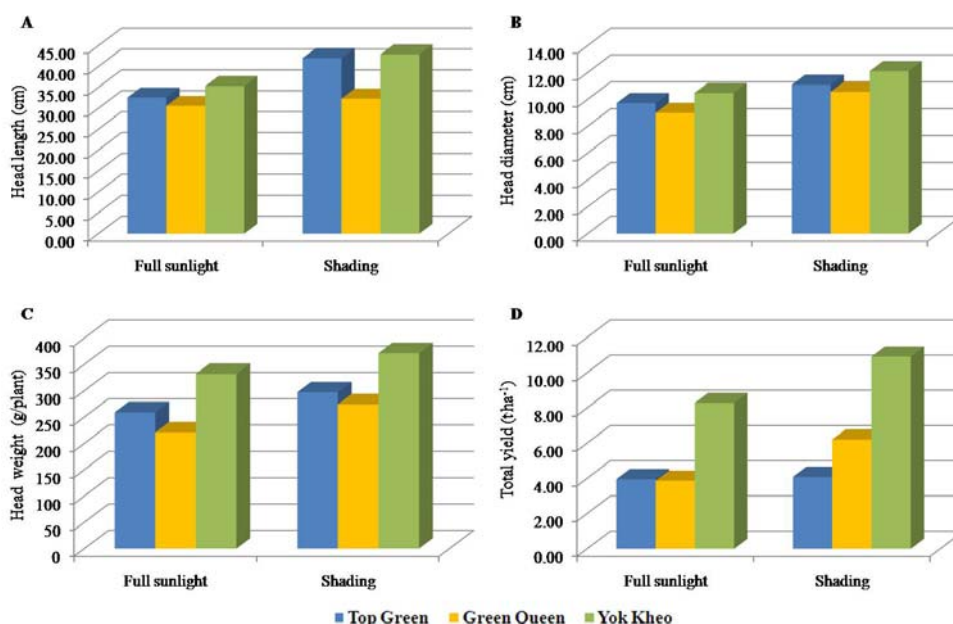 A
Head length (cm)
45.00
40.00
35.00
30.00
25.00
20.00
15.00
10.00
5.00
0.00
Full sunlight Shading
B
Head diameter (cm)
14.00
12.00
10.00
8.00
6.00
4.00
2.00
0.00
Full sunlight Shading
C
Head weight (g/plant)
400
350
300
250
200
150
100
50
0
Full sunlight Shading
D
Total yield (t·ha⁻¹)
12.00
10.00
8.00
6.00
4.00
2.00
0.00
Full sunlight Shading
Top Green Green Queen Yok Kheo